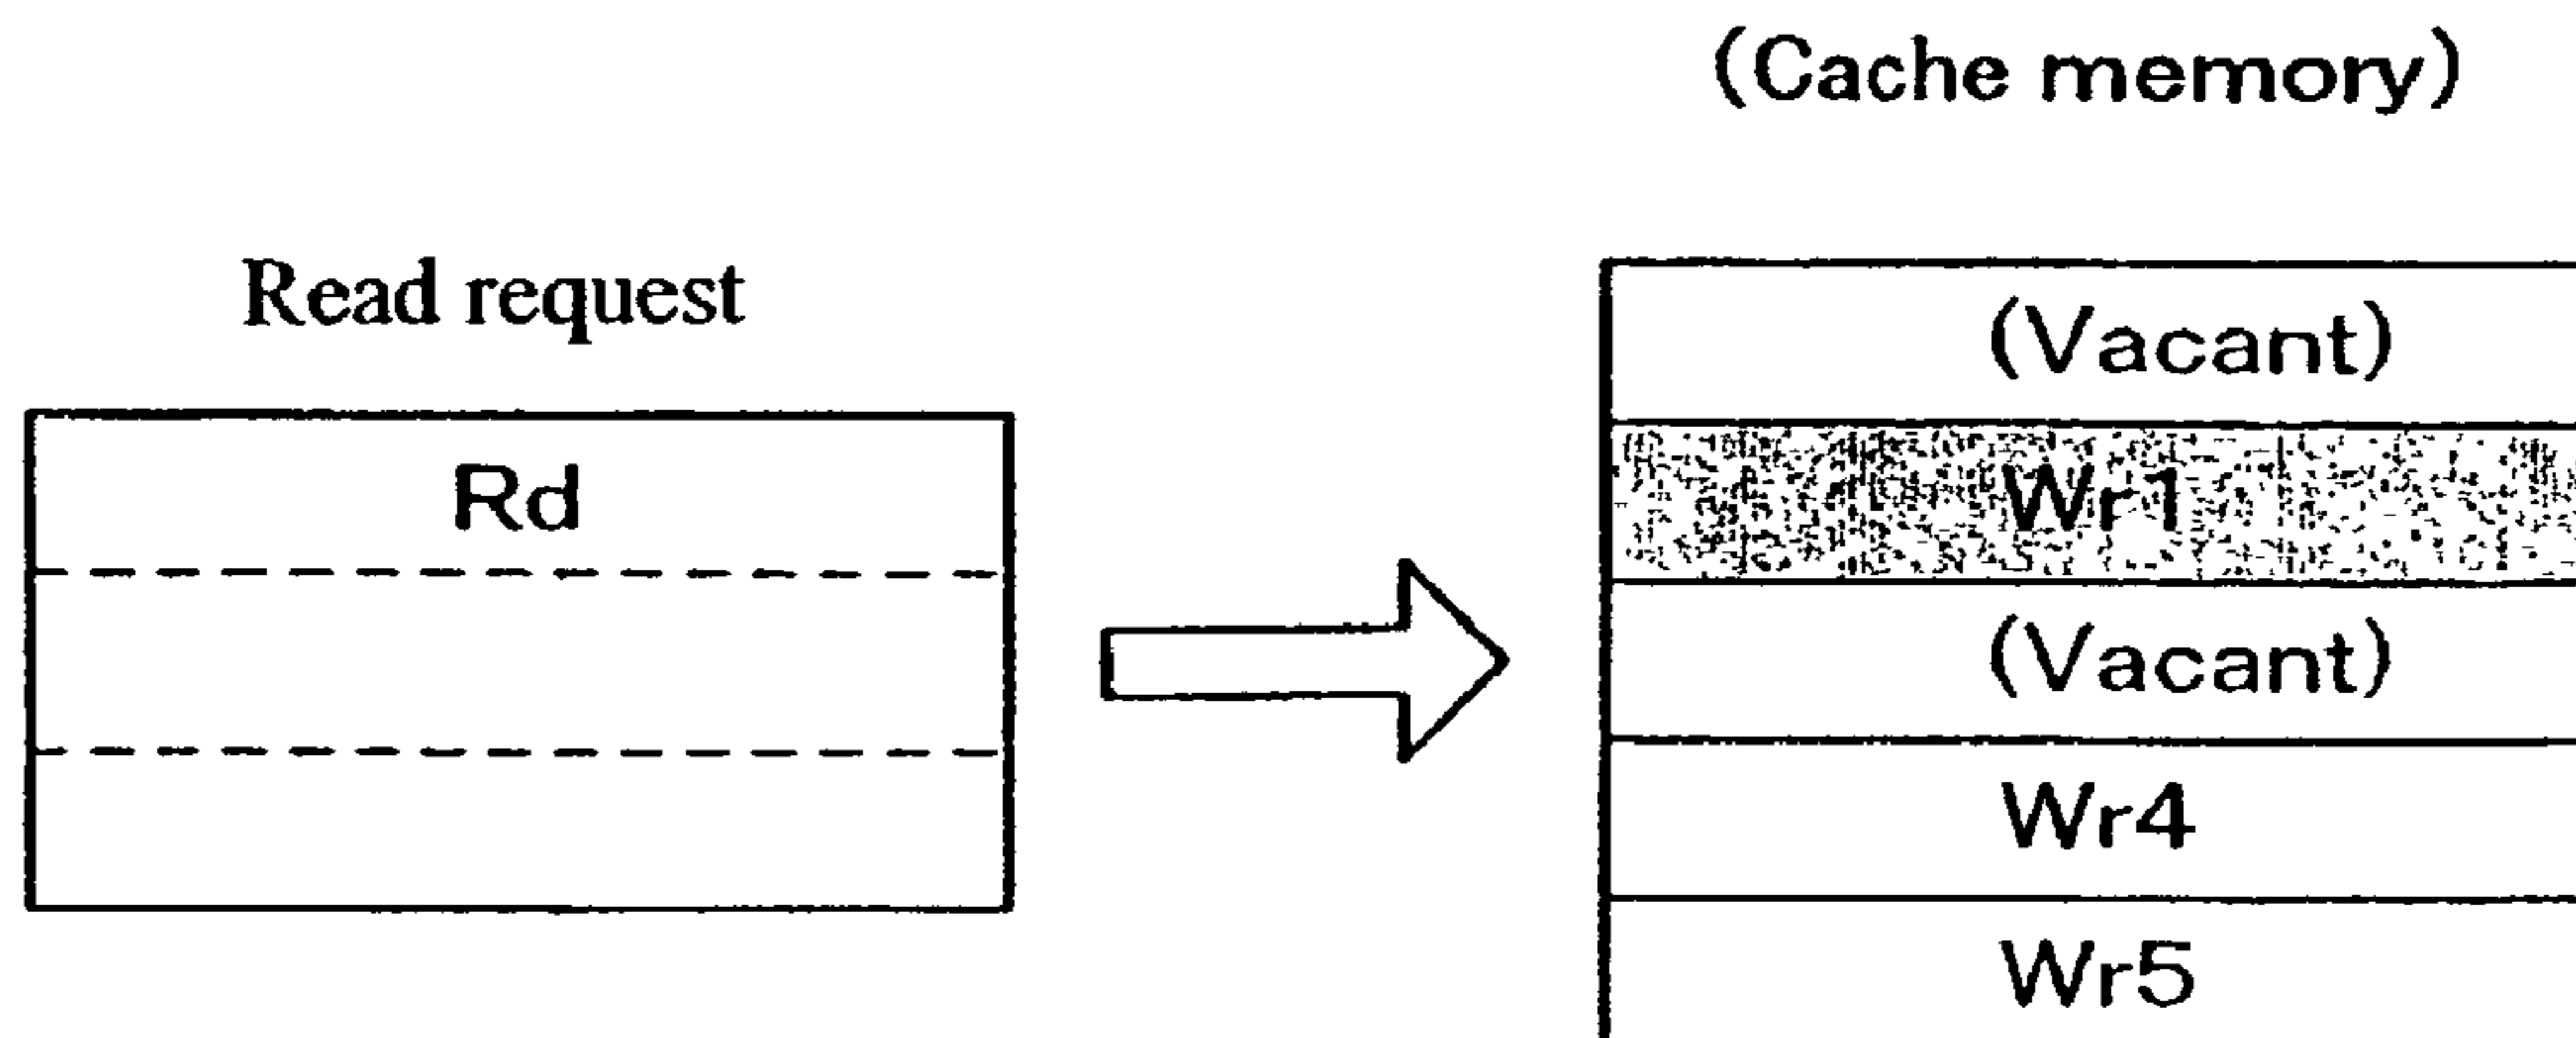 (Cache memory)
Read request
Rd
(Vacant)
Wr1
(Vacant)
Wr4
Wr5